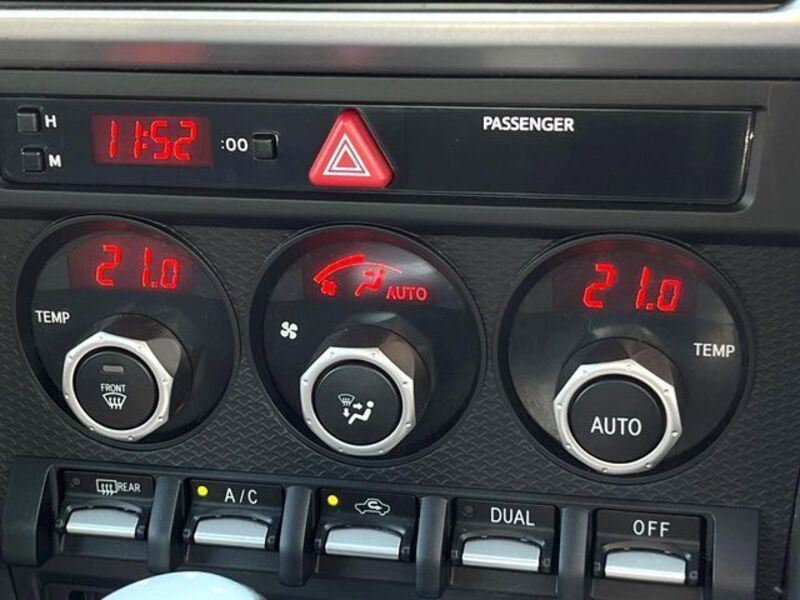 H
11:52
:00
M
PASSENGER
21.0
TEMP
FRONT
AUTO
21.0
TEMP
AUTO
REAR
A/C
DUAL
OFF